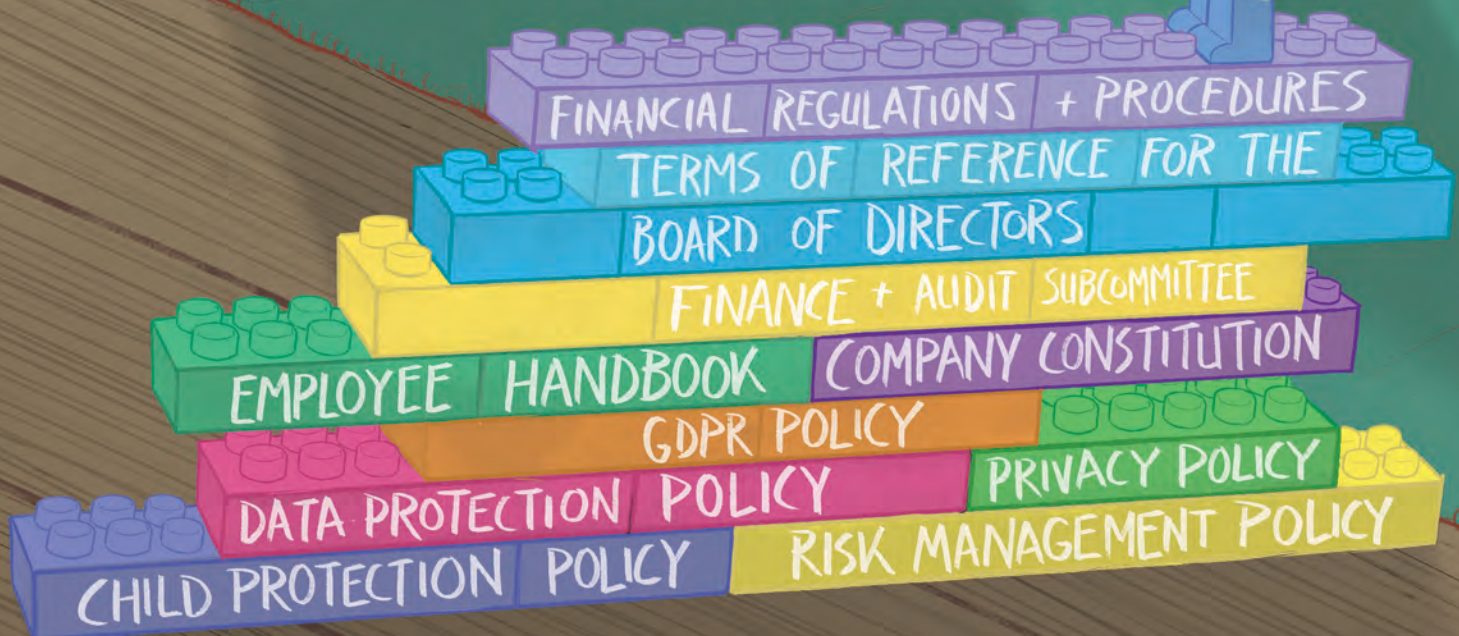 FINANCIAL REGULATIONS + PROCEDURES
TERMS OF REFERENCE FOR THE
BOARD OF DIRECTORS
FINANCE + AUDIT SUBCOMMITTEE
EMPLOYEE HANDBOOK COMPANY CONSTITUTION
GDPR POLICY
DATA PROTECTION POLICY PRIVACY POLICY
CHILD PROTECTION POLICY RISK MANAGEMENT POLICY